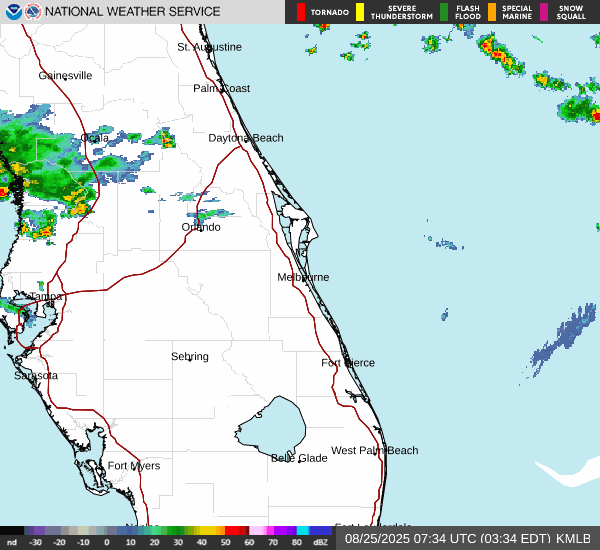 NATIONAL WEATHER SERVICE
TORNADO
SEVERE THUNDERSTORM
FLASH FLOOD
SPECIAL MARINE
SNOW SQUALL
St. Augustine
Gainesville
Palm Coast
Ocala
Daytona Beach
Orlando
Melbourne
Tampa
Sebring
Fort Pierce
Sarasota
West Palm Beach
Belle Glade
Fort Myers
nd -30 -20 -10 0 10 20 30 40 50 60 70 80 dBZ
08/25/2025 07:34 UTC (03:34 EDT) KMLB